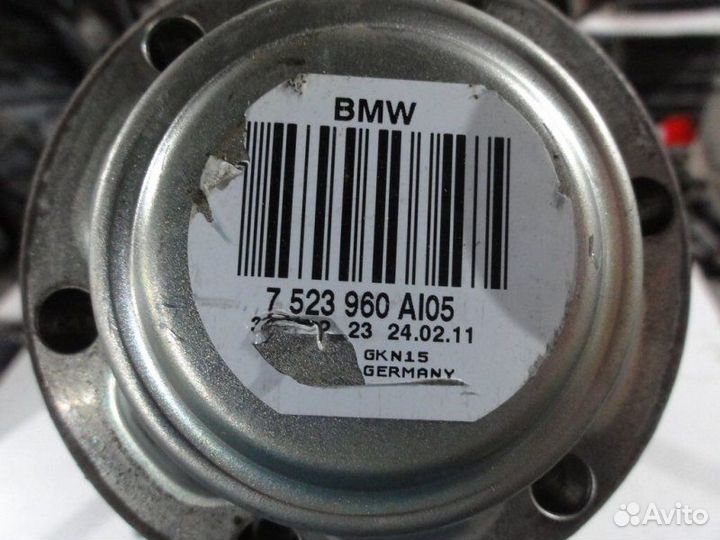 BMW
7 523 960 AI05
23 24.02.11
GKN15
GERMANY
Avito